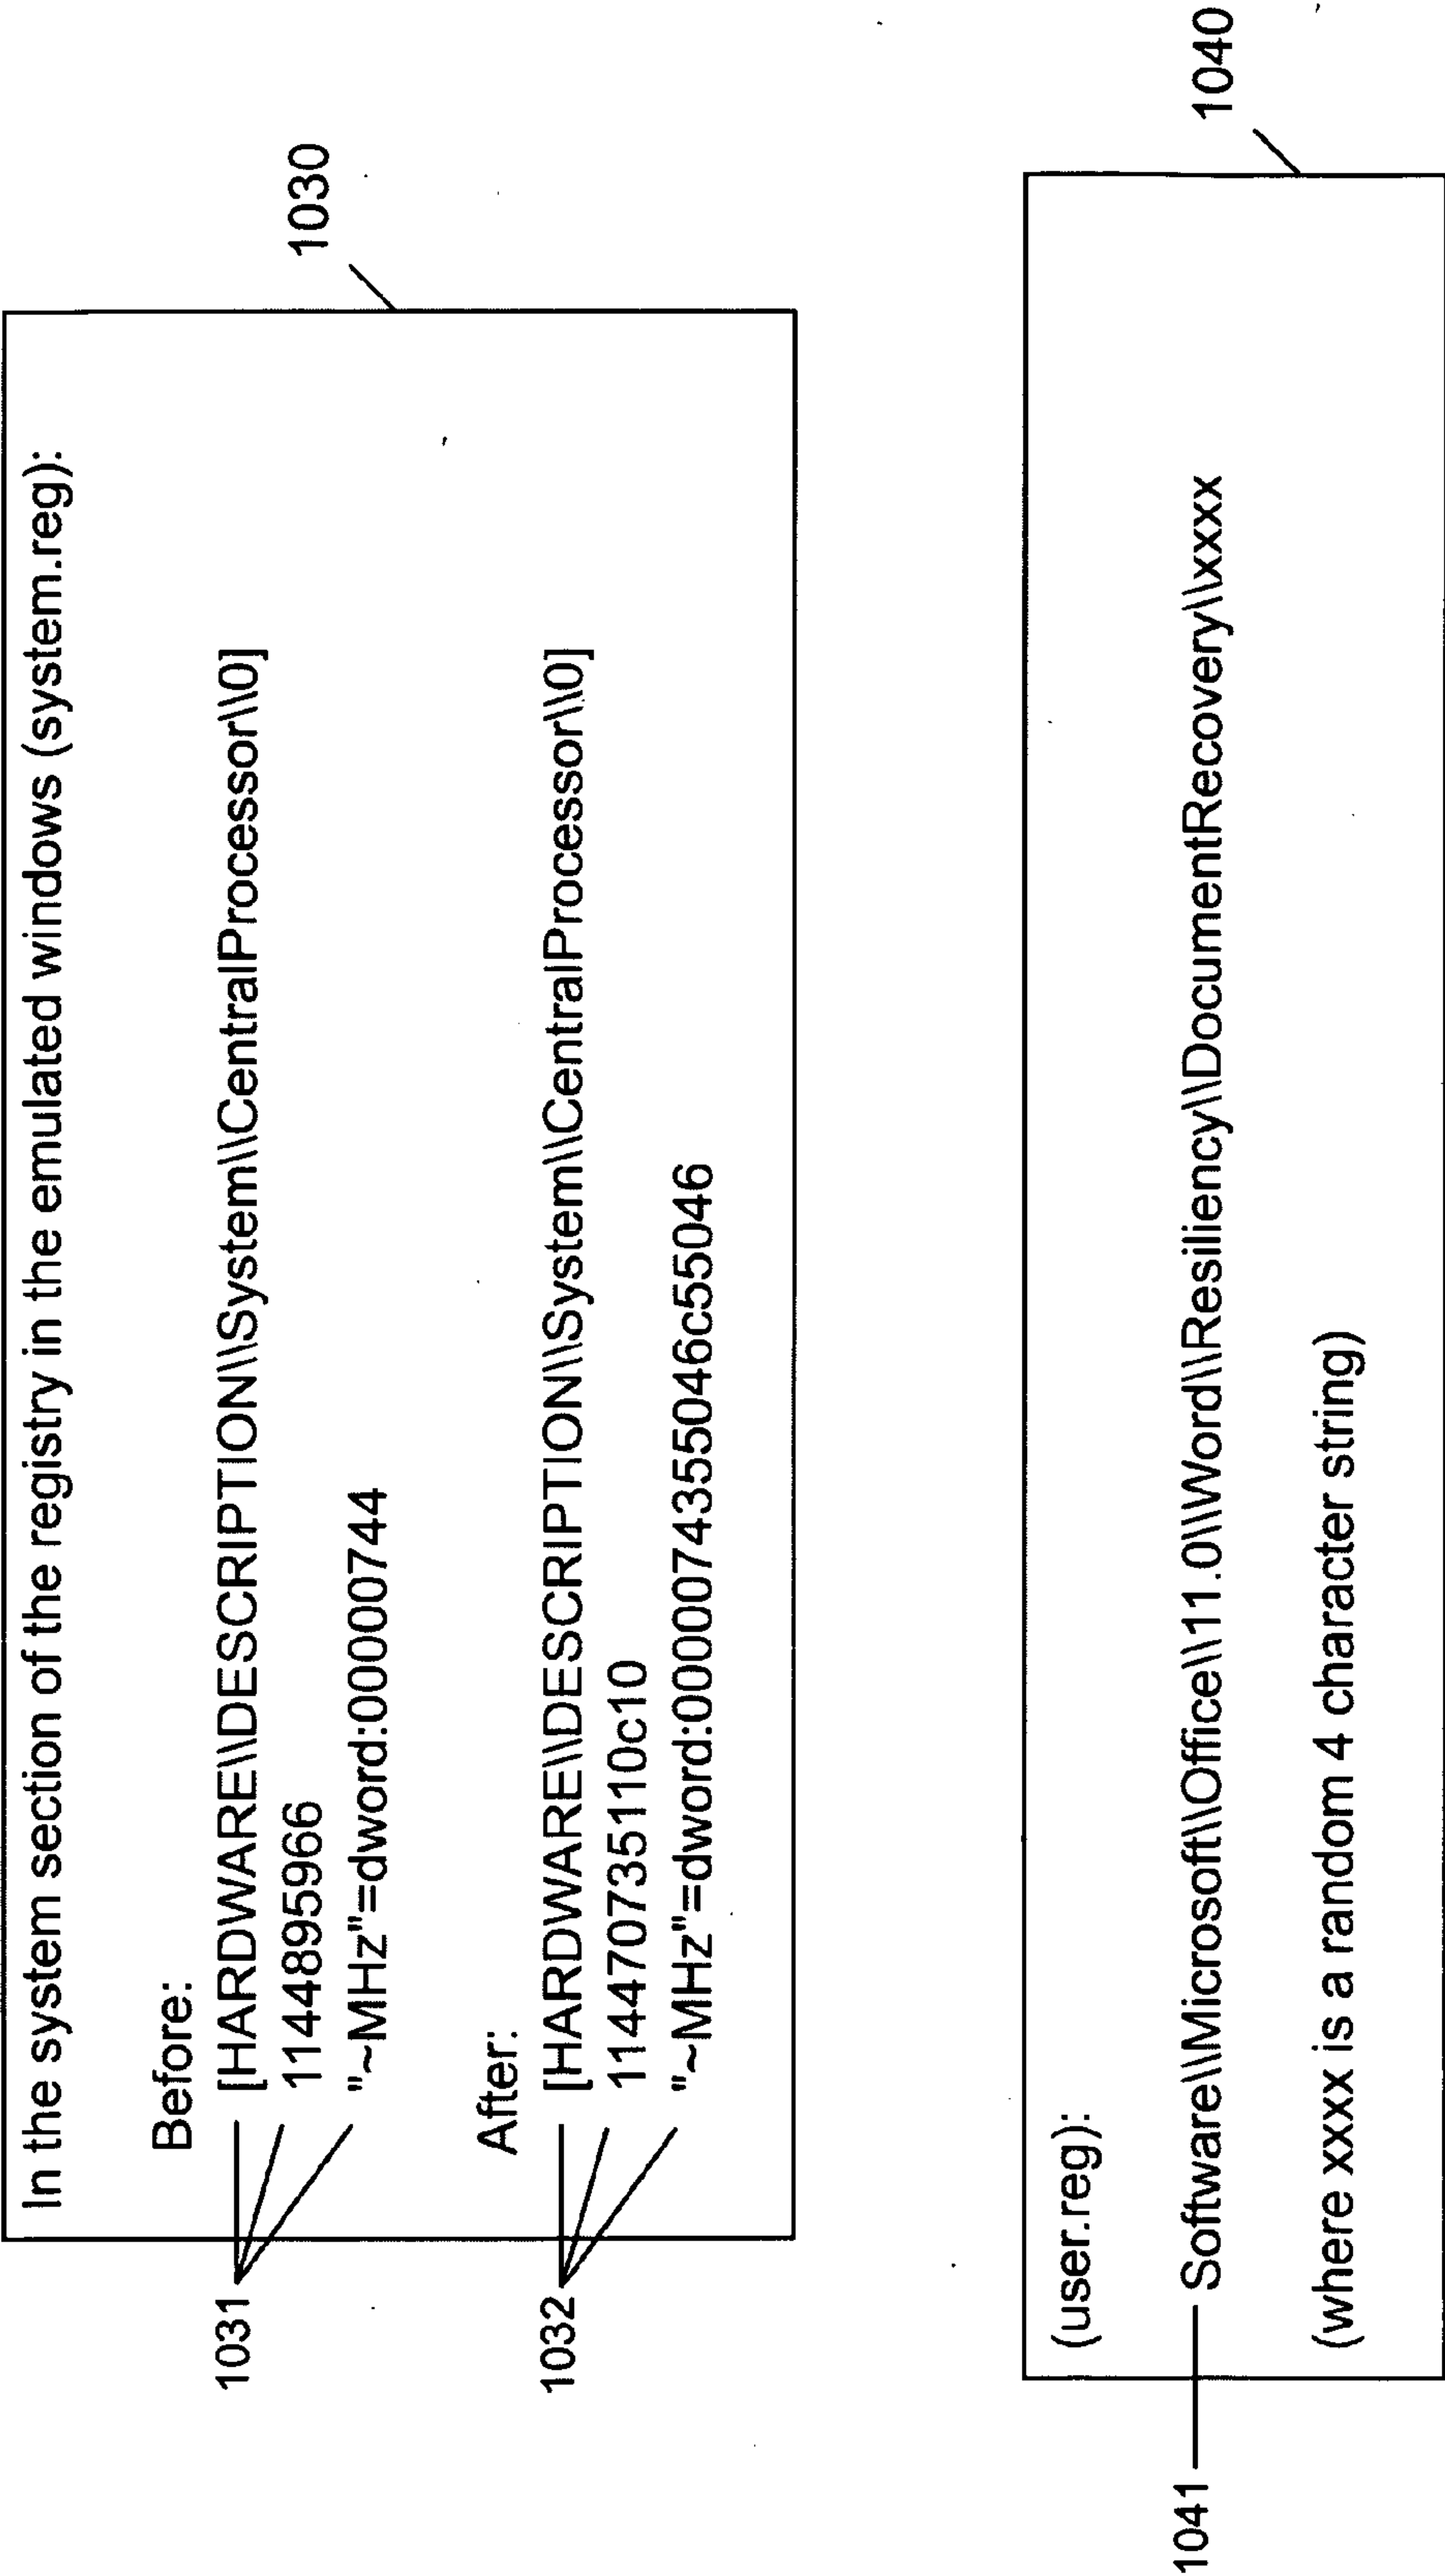 In the system section of the registry in the emulated windows (system.reg):
1030
Before:
1031
[HARDWARE\\DESCRIPTION\\System\\CentralProcessor\\0]
1144895966
"~MHz"=dword:00000744
After:
1032
[HARDWARE\\DESCRIPTION\\System\\CentralProcessor\\0]
114470735110c10
"~MHz"=dword:0000074355046c55046
1040
(user.reg):
1041
Software\\Microsoft\\Office\\11.0\\Word\\Resiliency\\DocumentRecovery\\xxxx
(where xxxx is a random 4 character string)